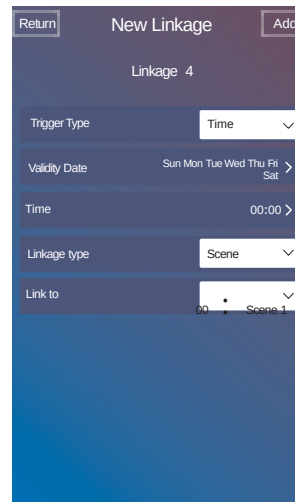 Return New Linkage Add
Linkage 4
Trigger Type Time
Validity Date Sun Mon Tue Wed Thu Fri
Sat
Time 00:00
Linkage type Scene
Link to
00 : Scene 1